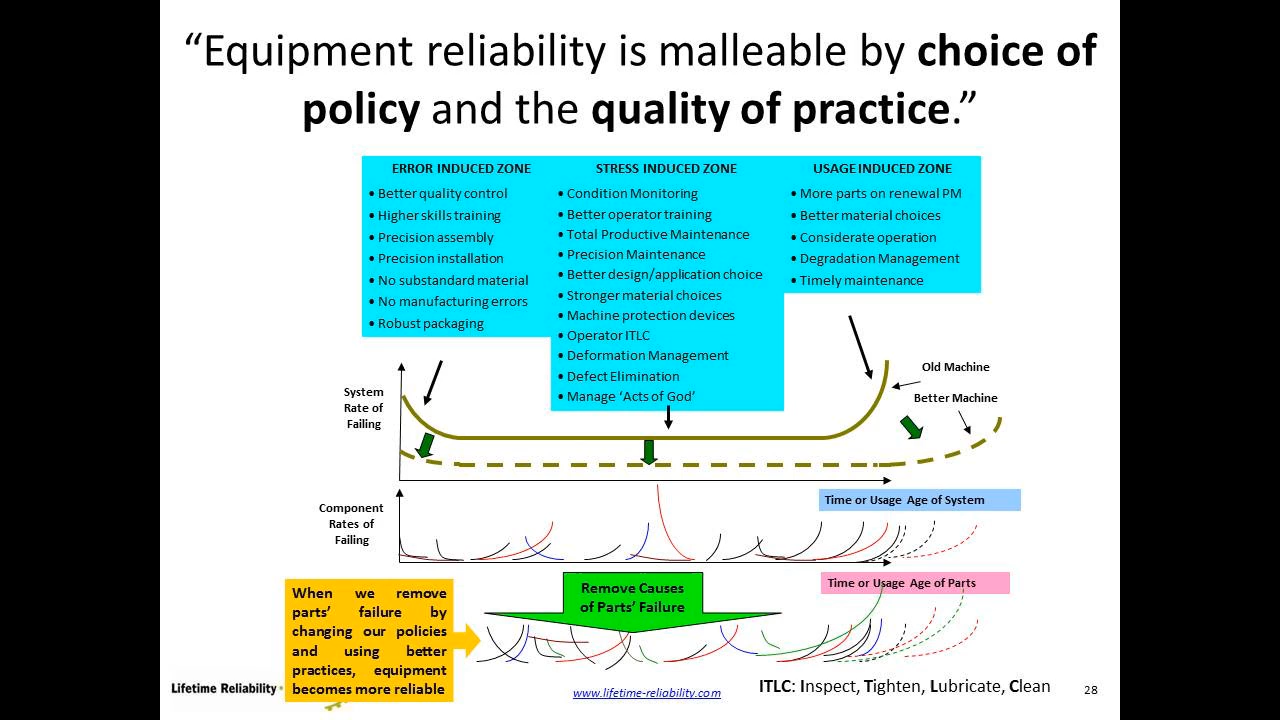 “Equipment reliability is malleable by choice of
policy and the quality of practice.”
ERROR INDUCED ZONE
• Better quality control
• Higher skills training
• Precision assembly
• Precision installation
• No substandard material
• No manufacturing errors
• Robust packaging
STRESS INDUCED ZONE
• Condition Monitoring
• Better operator training
• Total Productive Maintenance
• Precision Maintenance
• Better design/application choice
• Stronger material choices
• Machine protection devices
• Operator ITLC
• Deformation Management
• Defect Elimination
• Manage ‘Acts of God’
USAGE INDUCED ZONE
• More parts on renewal PM
• Better material choices
• Considerate operation
• Degradation Management
• Timely maintenance
System
Rate of
Failing
Old Machine
Better Machine
Time or Usage Age of System
Component
Rates of
Failing
Time or Usage Age of Parts
Remove Causes
of Parts’ Failure
When we remove
parts’ failure by
changing our policies
and using better
practices, equipment
becomes more reliable
Lifetime Reliability
www.lifetime-reliability.com
ITLC: Inspect, Tighten, Lubricate, Clean
28